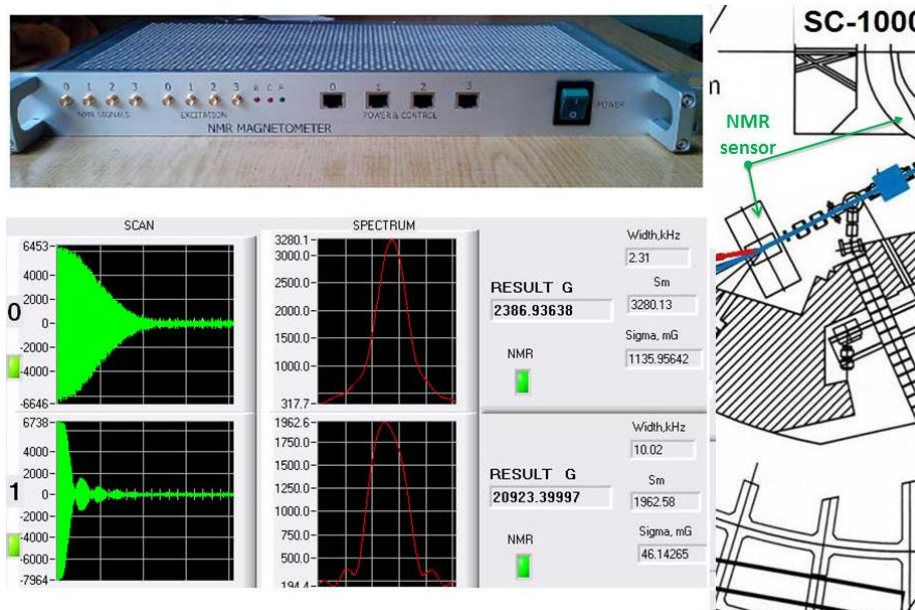 0 1 2 3 0 1 2 3 0 1 2 3
NMR SIGNALS EXCITATION POWER & CONTROL POWER
NMR MAGNETOMETER
SC-1000
m
NMR
sensor
SCAN SPECTRUM
0
6453
4000
2000
0
-2000
-4000
-6646
3280.1
3000.0
2500.0
2000.0
1500.0
1000.0
317.7
RESULT G
2386.93638
NMR
Width,kHz
2.31
Sm
3280.13
Sigma, mG
1135.95642
1
6738
4000
2000
0
-2000
-4000
-6000
-7964
1962.6
1750.0
1500.0
1250.0
1000.0
750.0
500.0
194.4
RESULT G
20923.39997
NMR
Width,kHz
10.02
Sm
1962.58
Sigma, mG
46.14265